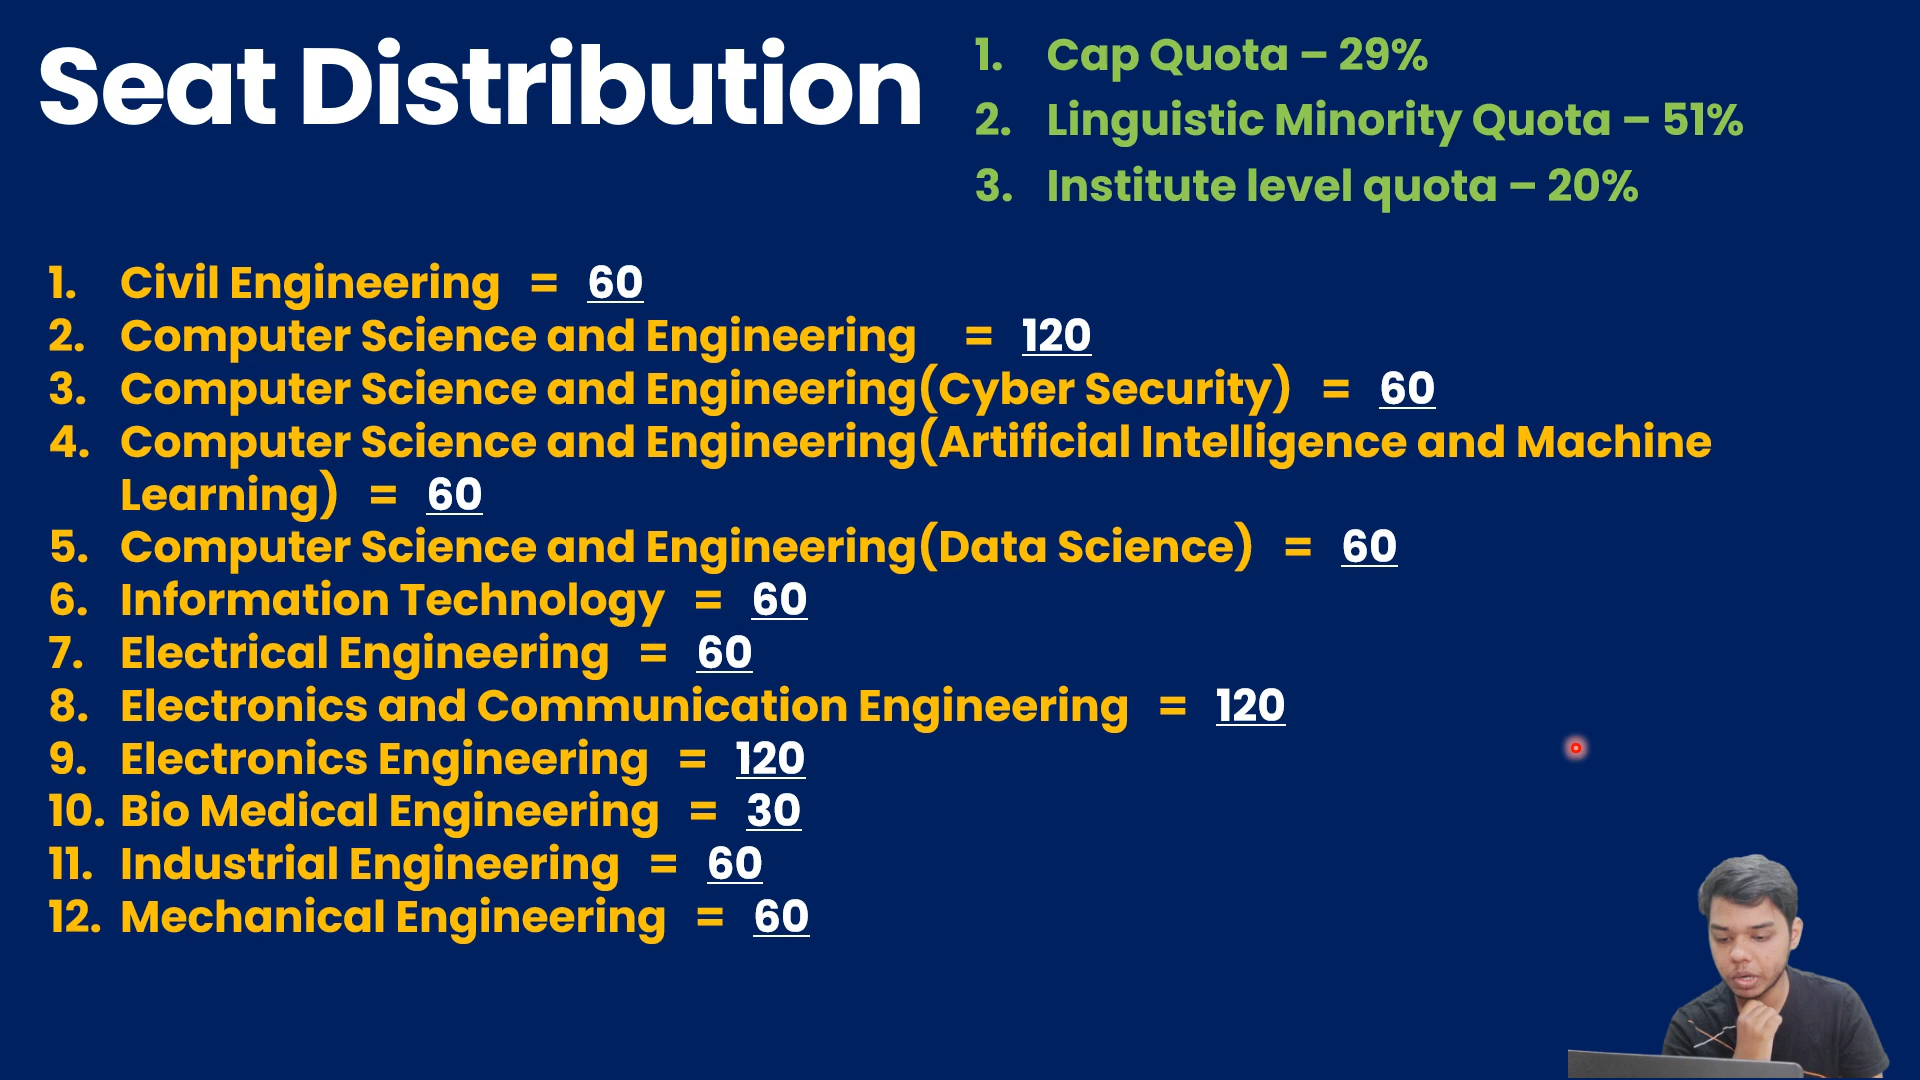 Seat Distribution
1. Cap Quota – 29%
2. Linguistic Minority Quota – 51%
3. Institute level quota – 20%
1. Civil Engineering = 60
2. Computer Science and Engineering = 120
3. Computer Science and Engineering(Cyber Security) = 60
4. Computer Science and Engineering(Artificial Intelligence and Machine
Learning) = 60
5. Computer Science and Engineering(Data Science) = 60
6. Information Technology = 60
7. Electrical Engineering = 60
8. Electronics and Communication Engineering = 120
9. Electronics Engineering = 120
10. Bio Medical Engineering = 30
11. Industrial Engineering = 60
12. Mechanical Engineering = 60